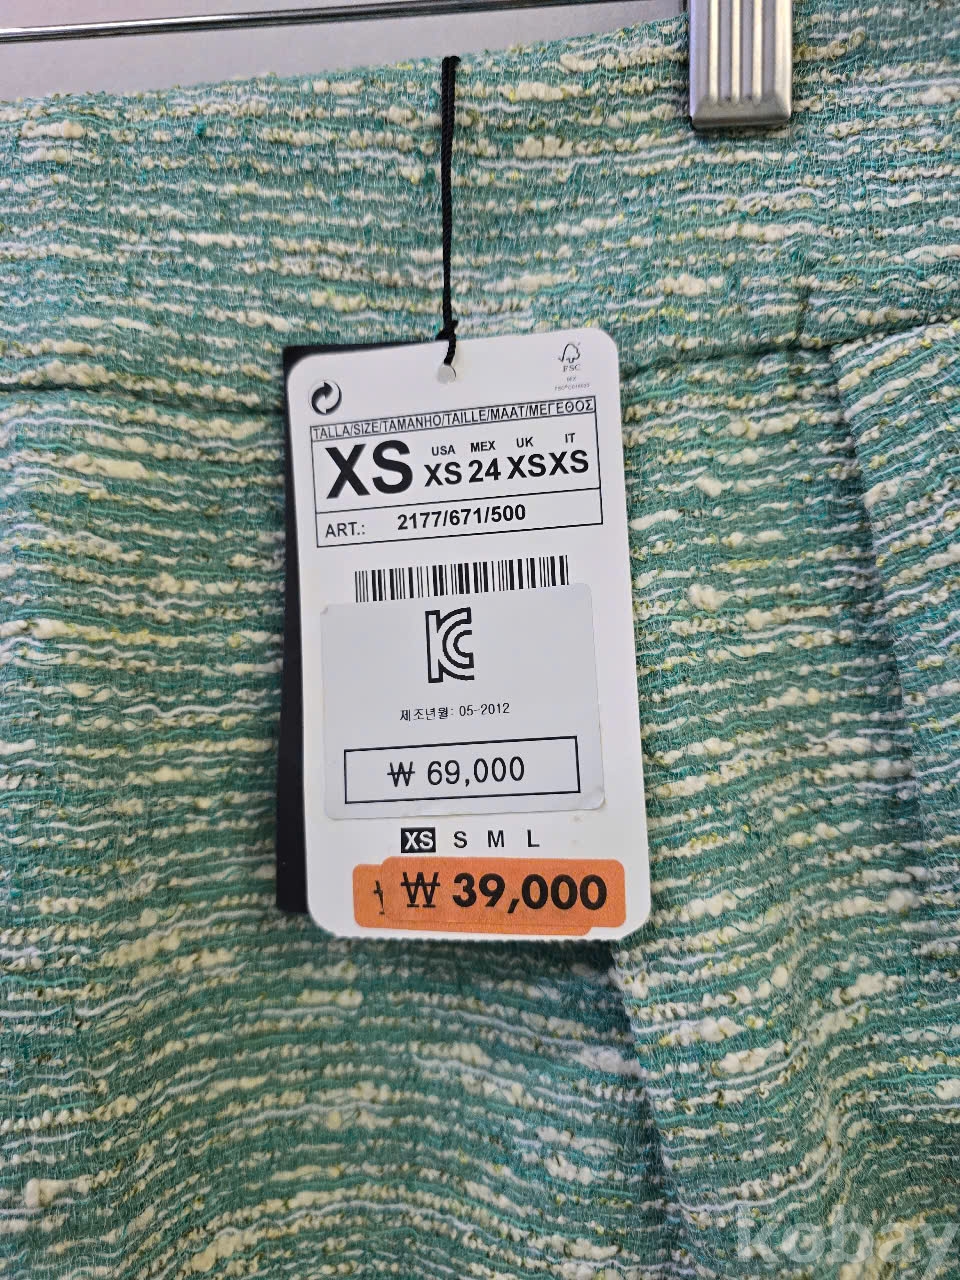 FSC
TALLA/SIZE/TAMANHO/TAILLE/MAAT/ΜΕΓΕΘΟΣ
XS USA XS MEX 24 UK XS IT XS
ART.: 2177/671/500
KC
제조년월: 05-2012
₩ 69,000
XS S M L
₩ 39,000
kobay